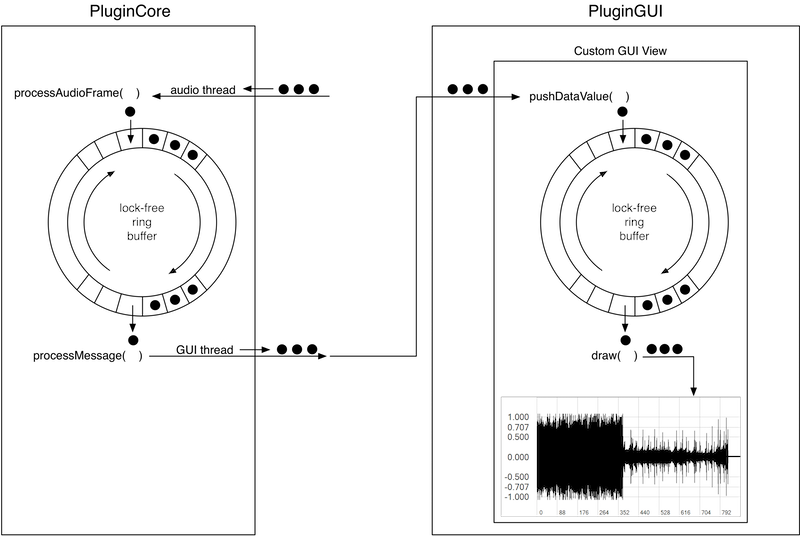 PluginCore
processAudioFrame( )
audio thread
lock-free
ring
buffer
processMessage( )
GUI thread
PluginGUI
Custom GUI View
pushDataValue( )
lock-free
ring
buffer
draw( )
1.000
0.707
0.500
0.000
-0.500
-0.707
-1.000
0 88 176 264 352 440 528 616 704 792